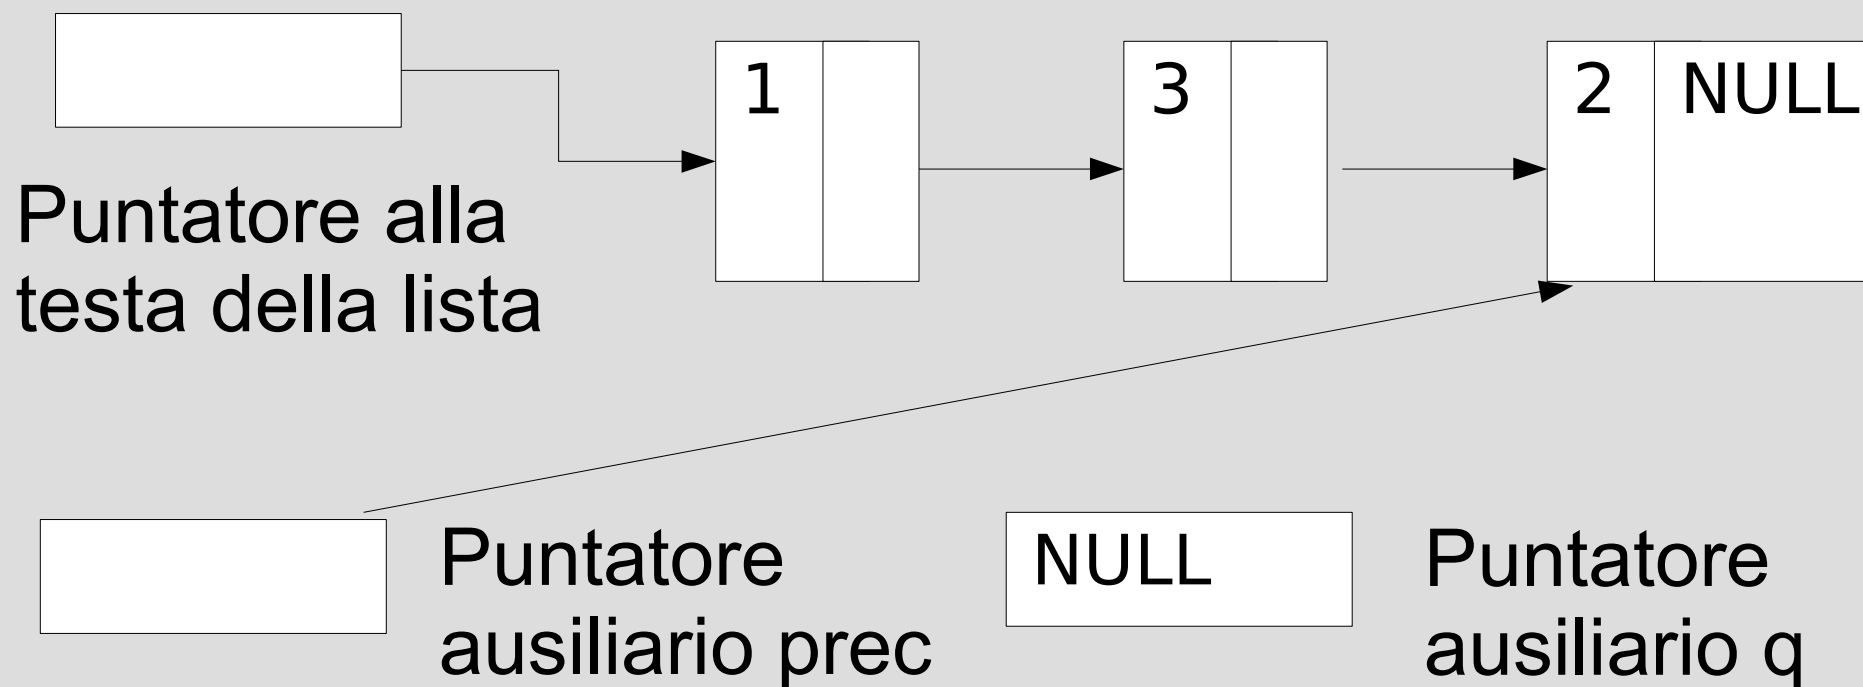 1
3
2 NULL
Puntatore alla
testa della lista
Puntatore
ausiliario prec
NULL
Puntatore
ausiliario q